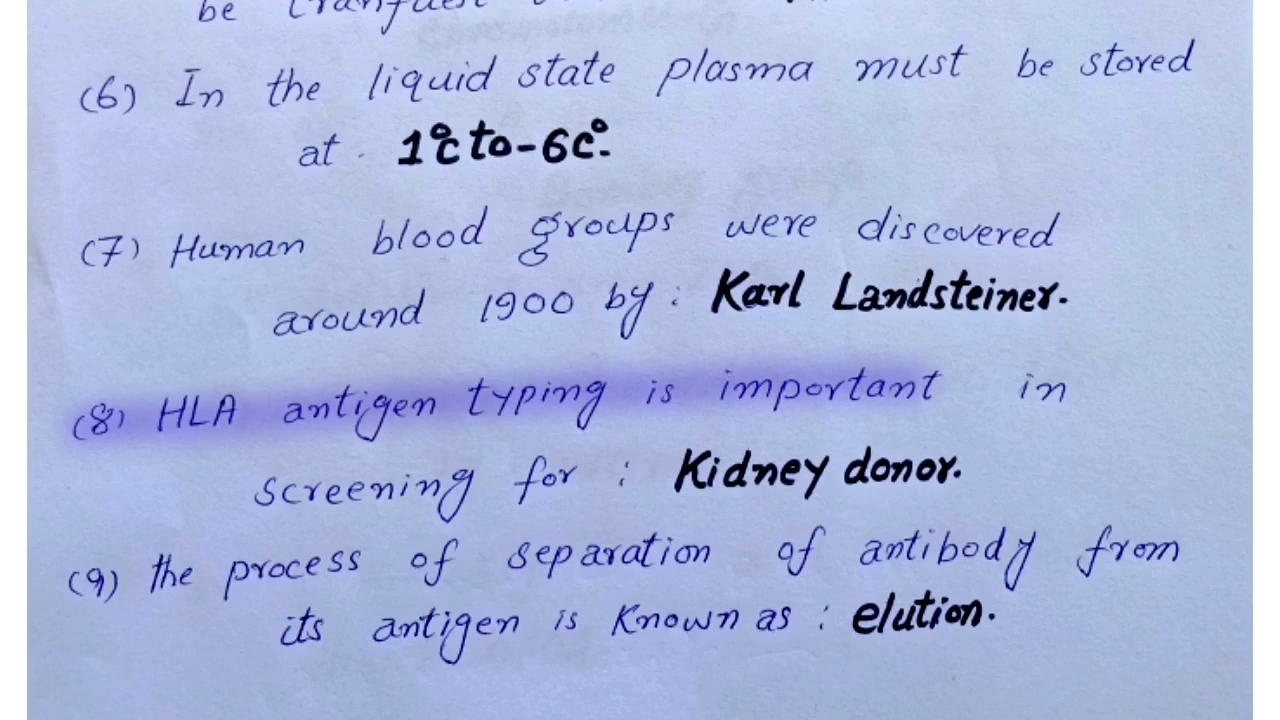 be
(6) In the liquid state plasma must be stored
at 1°c to -6c°.
(7) Human blood groups were discovered
around 1900 by : Karl Landsteiner.
(8) HLA antigen typing is important in
screening for : Kidney donor.
(9) the process of separation of antibody from
its antigen is known as : elution.